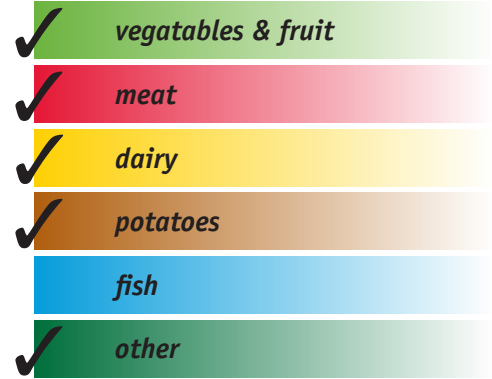 vegatables & fruit
meat
dairy
potatoes
fish
other